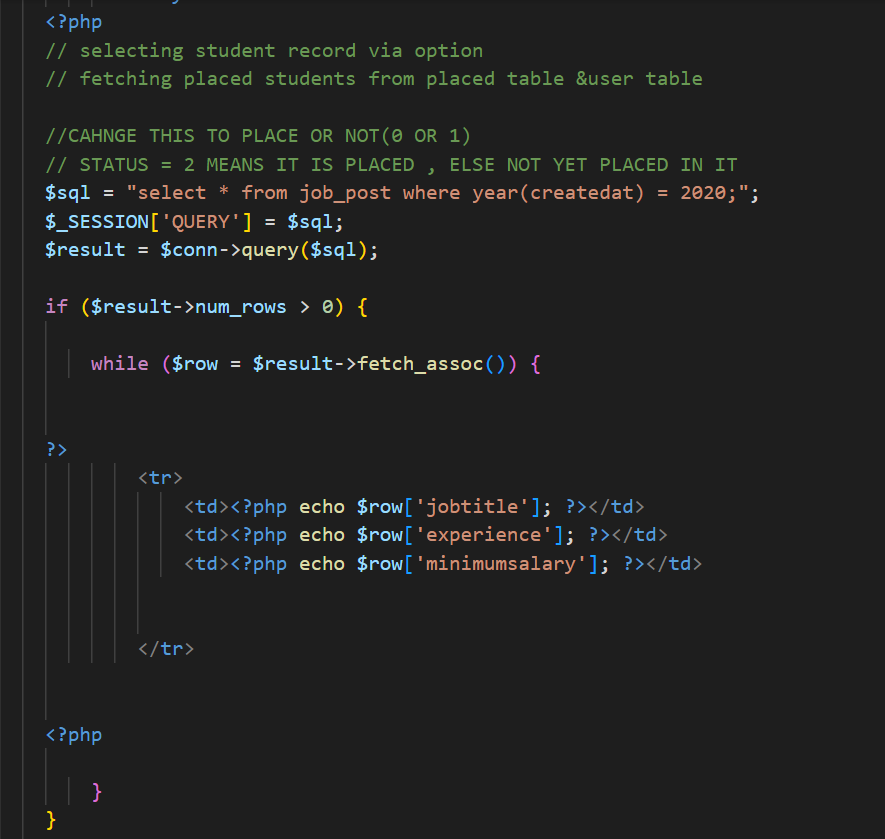 <?php
// selecting student record via option
// fetching placed students from placed table &user table
//CAHNGE THIS TO PLACE OR NOT(0 OR 1)
// STATUS = 2 MEANS IT IS PLACED , ELSE NOT YET PLACED IN IT
$sql = "select * from job_post where year(createdat) = 2020;";
$_SESSION['QUERY'] = $sql;
$result = $conn->query($sql);
if ($result->num_rows > 0) {
while ($row = $result->fetch_assoc()) {
?>
<tr>
<td><?php echo $row['jobtitle']; ?></td>
<td><?php echo $row['experience']; ?></td>
<td><?php echo $row['minimumsalary']; ?></td>
</tr>
<?php
}
}